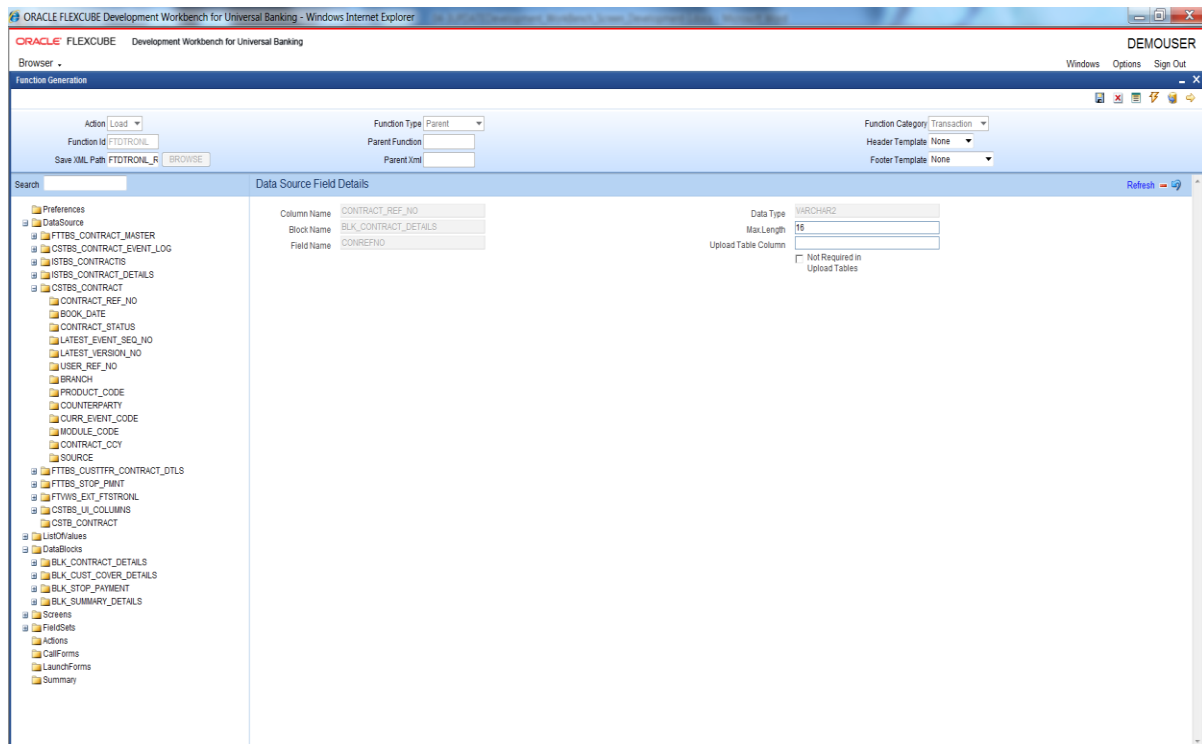 ORACLE FLEXCUBE Development Workbench for Universal Banking - Windows Internet Explorer
ORACLE' FLEXCUBE Development Workbench for Universal Banking
DEMOUSER
Browser
Windows Options Sign Out
Function Generation
Action Load
Function Type Parent
Function Category Transaction
Function Id FTDTRONL
Parent Function
Header Template None
Save XML Path FTDTRONL_R BROWSE
Parent Xml
Footer Template None
Search
Data Source Field Details
Refresh
Preferences
DataSource
FTTBS_CONTRACT_MASTER
CSTBS_CONTRACT_EVENT_LOG
ISTBS_CONTRACTIS
ISTBS_CONTRACT_DETAILS
CSTBS_CONTRACT
CONTRACT_REF_NO
BOOK_DATE
CONTRACT_STATUS
LATEST_EVENT_SEQ_NO
LATEST_VERSION_NO
USER_REF_NO
BRANCH
PRODUCT_CODE
COUNTERPARTY
CURR_EVENT_CODE
MODULE_CODE
CONTRACT_CCY
SOURCE
FTTBS_CUSTTFR_CONTRACT_DTLS
FTTBS_STOP_PMNT
FTVWS_EXT_FTSTRONL
CSTBS_UI_COLUMNS
CSTB_CONTRACT
ListOfValues
DataBlocks
BLK_CONTRACT_DETAILS
BLK_CUST_COVER_DETAILS
BLK_STOP_PAYMENT
BLK_SUMMARY_DETAILS
Screens
FieldSets
Actions
CallForms
LaunchForms
Summary
Column Name CONTRACT_REF_NO
Block Name BLK_CONTRACT_DETAILS
Field Name CONREFNO
Data Type VARCHAR2
Max.Length 16
Upload Table Column
Not Required in
Upload Tables